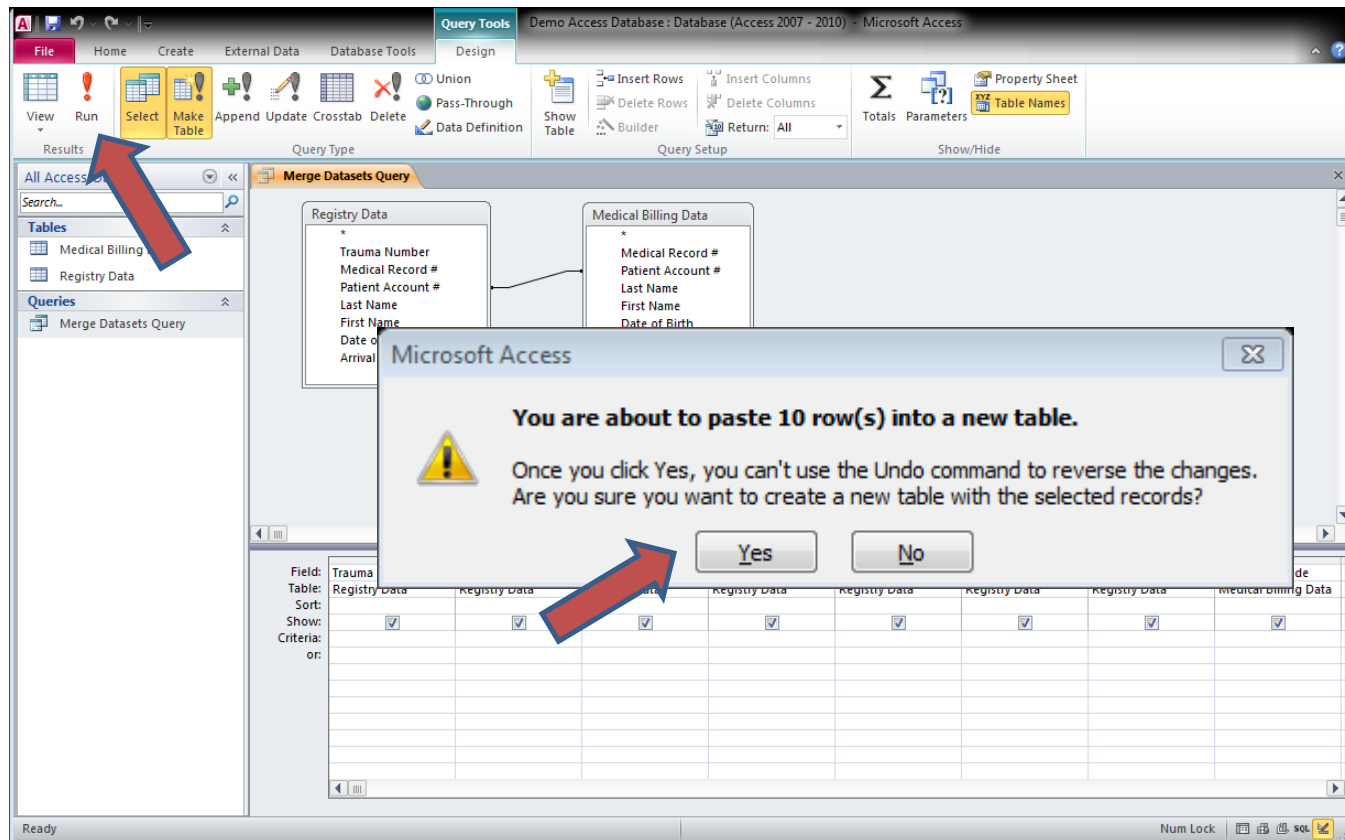 Query Tools
Demo Access Database : Database (Access 2007 - 2010) - Microsoft Access
File Home Create External Data Database Tools Design
View
Run
Select
Make Table
Append
Update
Crosstab
Delete
Union
Pass-Through
Data Definition
Show Table
Insert Rows
Delete Rows
Builder
Insert Columns
Delete Columns
Return: All
Totals
Parameters
Property Sheet
Table Names
Results
Query Type
Query Setup
Show/Hide
All Access
Search...
Tables
Medical Billing
Registry Data
Queries
Merge Datasets Query
Merge Datasets Query
Registry Data
*
Trauma Number
Medical Record #
Patient Account #
Last Name
First Name
Date o
Arrival
Medical Billing Data
*
Medical Record #
Patient Account #
Last Name
First Name
Date of Birth
Microsoft Access
You are about to paste 10 row(s) into a new table.
Once you click Yes, you can't use the Undo command to reverse the changes.
Are you sure you want to create a new table with the selected records?
Yes No
Field: Trauma de
Table: Registry Data Registry Data Data Registry Data Registry Data Registry Data Registry Data Medical Billing Data
Sort:
Show:
Criteria:
or:
Ready
Num Lock
SQL